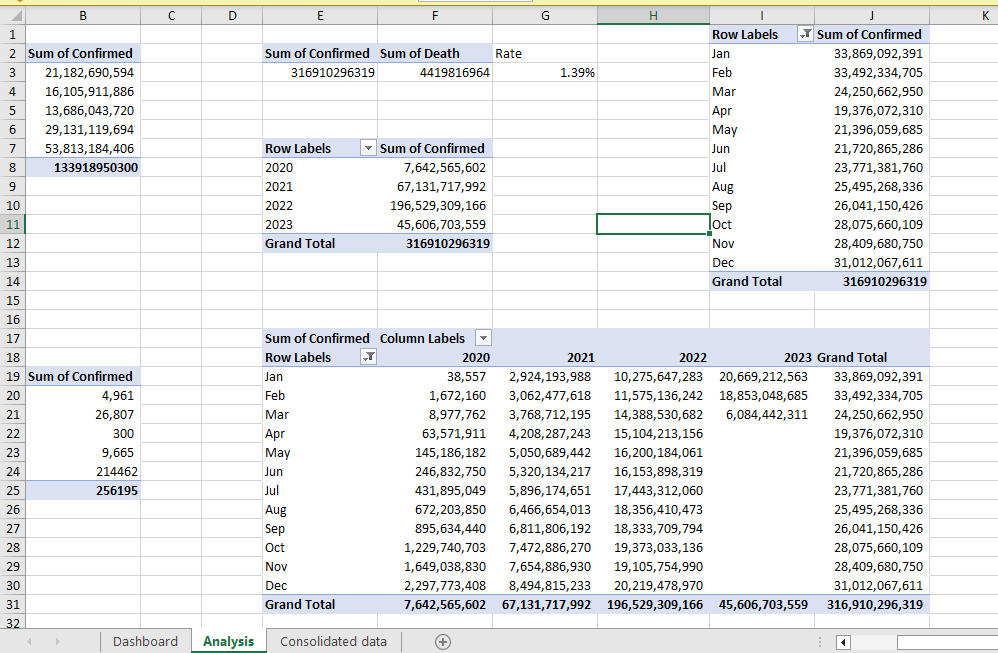 B C D E F G H I J K
1 Row Labels Sum of Confirmed
2 Sum of Confirmed Sum of Confirmed Sum of Death Rate Jan 33,869,092,391
3 21,182,690,594 316910296319 4419816964 1.39% Feb 33,492,334,705
4 16,105,911,886 Mar 24,250,662,950
5 13,686,043,720 Apr 19,376,072,310
6 29,131,119,694 May 21,396,059,685
7 53,813,184,406 Row Labels Sum of Confirmed Jun 21,720,865,286
8 133918950300 2020 7,642,565,602 Jul 23,771,381,760
9 2021 67,131,717,992 Aug 25,495,268,336
10 2022 196,529,309,166 Sep 26,041,150,426
11 2023 45,606,703,559 Oct 28,075,660,109
12 Grand Total 316910296319 Nov 28,409,680,750
13 Dec 31,012,067,611
14 Grand Total 316910296319
15
16
17 Sum of Confirmed Column Labels
18 Row Labels 2020 2021 2022 2023 Grand Total
19 Sum of Confirmed Jan 38,557 2,924,193,988 10,275,647,283 20,669,212,563 33,869,092,391
20 4,961 Feb 1,672,160 3,062,477,618 11,575,136,242 18,853,048,685 33,492,334,705
21 26,807 Mar 8,977,762 3,768,712,195 14,388,530,682 6,084,442,311 24,250,662,950
22 300 Apr 63,571,911 4,208,287,243 15,104,213,156 19,376,072,310
23 9,665 May 145,186,182 5,050,689,442 16,200,184,061 21,396,059,685
24 214462 Jun 246,832,750 5,320,134,217 16,153,898,319 21,720,865,286
25 256195 Jul 431,895,049 5,896,174,651 17,443,312,060 23,771,381,760
26 Aug 672,203,850 6,466,654,013 18,356,410,473 25,495,268,336
27 Sep 895,634,440 6,811,806,192 18,333,709,794 26,041,150,426
28 Oct 1,229,740,703 7,472,886,270 19,373,033,136 28,075,660,109
29 Nov 1,649,038,830 7,654,886,930 19,105,754,990 28,409,680,750
30 Dec 2,297,773,408 8,494,815,233 20,219,478,970 31,012,067,611
31 Grand Total 7,642,565,602 67,131,717,992 196,529,309,166 45,606,703,559 316,910,296,319
32
Dashboard Analysis Consolidated data